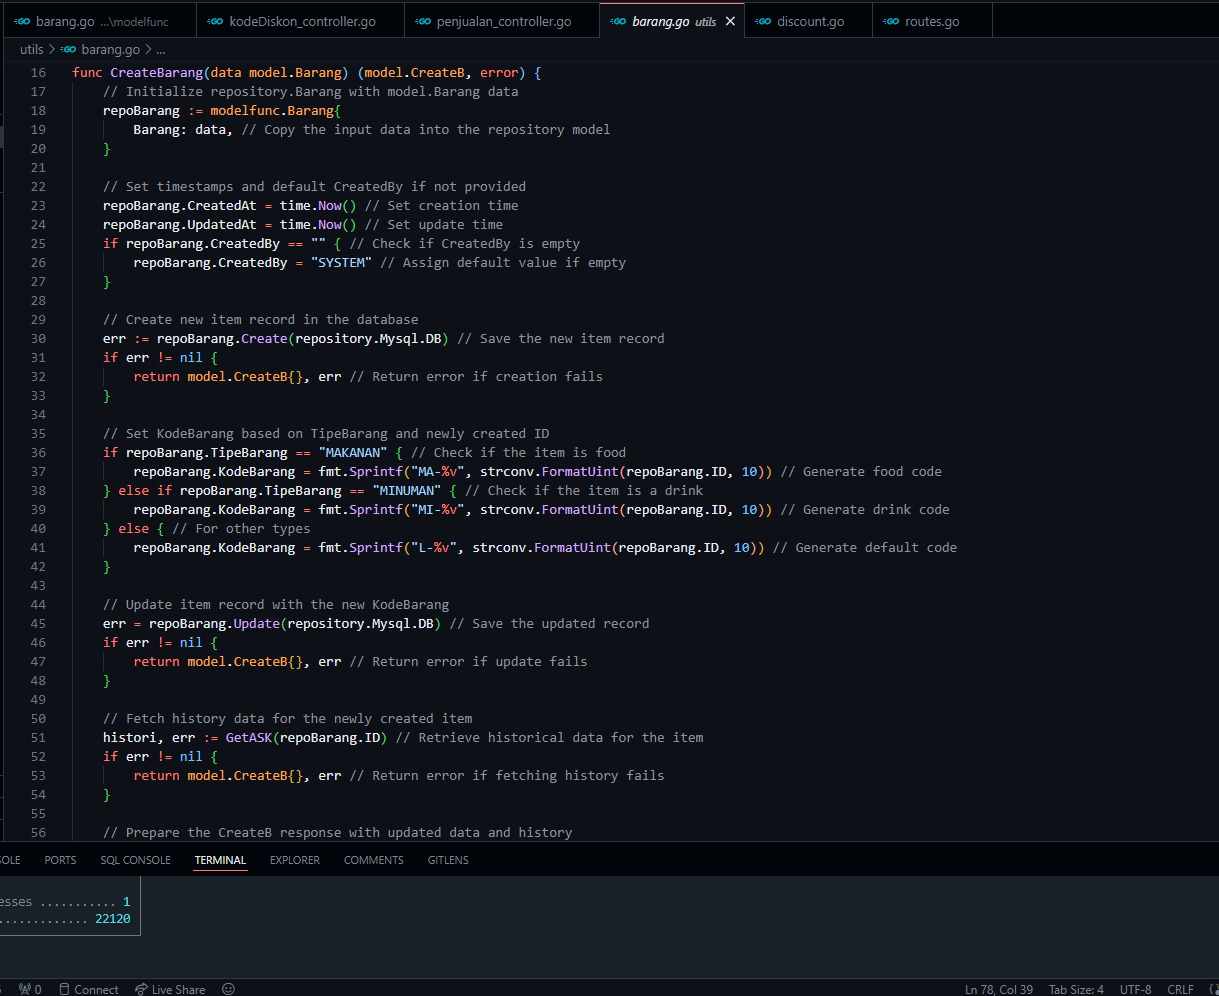 barang.go ...\modelfunc kodeDiskon_controller.go penjualan_controller.go barang.go utils discount.go routes.go
utils > barang.go > ...
16 func CreateBarang(data model.Barang) (model.CreateB, error) {
17 // Initialize repository.Barang with model.Barang data
18 repoBarang := modelfunc.Barang{
19 Barang: data, // Copy the input data into the repository model
20 }
21
22 // Set timestamps and default CreatedBy if not provided
23 repoBarang.CreatedAt = time.Now() // Set creation time
24 repoBarang.UpdatedAt = time.Now() // Set update time
25 if repoBarang.CreatedBy == "" { // Check if CreatedBy is empty
26 repoBarang.CreatedBy = "SYSTEM" // Assign default value if empty
27 }
28
29 // Create new item record in the database
30 err := repoBarang.Create(repository.Mysql.DB) // Save the new item record
31 if err != nil {
32 return model.CreateB{}, err // Return error if creation fails
33 }
34
35 // Set KodeBarang based on TipeBarang and newly created ID
36 if repoBarang.TipeBarang == "MAKANAN" { // Check if the item is food
37 repoBarang.KodeBarang = fmt.Sprintf("MA-%v", strconv.FormatUint(repoBarang.ID, 10)) // Generate food code
38 } else if repoBarang.TipeBarang == "MINUMAN" { // Check if the item is a drink
39 repoBarang.KodeBarang = fmt.Sprintf("MI-%v", strconv.FormatUint(repoBarang.ID, 10)) // Generate drink code
40 } else { // For other types
41 repoBarang.KodeBarang = fmt.Sprintf("L-%v", strconv.FormatUint(repoBarang.ID, 10)) // Generate default code
42 }
43
44 // Update item record with the new KodeBarang
45 err = repoBarang.Update(repository.Mysql.DB) // Save the updated record
46 if err != nil {
47 return model.CreateB{}, err // Return error if update fails
48 }
49
50 // Fetch history data for the newly created item
51 histori, err := GetASK(repoBarang.ID) // Retrieve historical data for the item
52 if err != nil {
53 return model.CreateB{}, err // Return error if fetching history fails
54 }
55
56 // Prepare the CreateB response with updated data and history
SOLE PORTS SQL CONSOLE TERMINAL EXPLORER COMMENTS GITLENS
esses ........... 1
............ 22120
0 Connect Live Share Ln 78, Col 39 Tab Size: 4 UTF-8 CRLF {